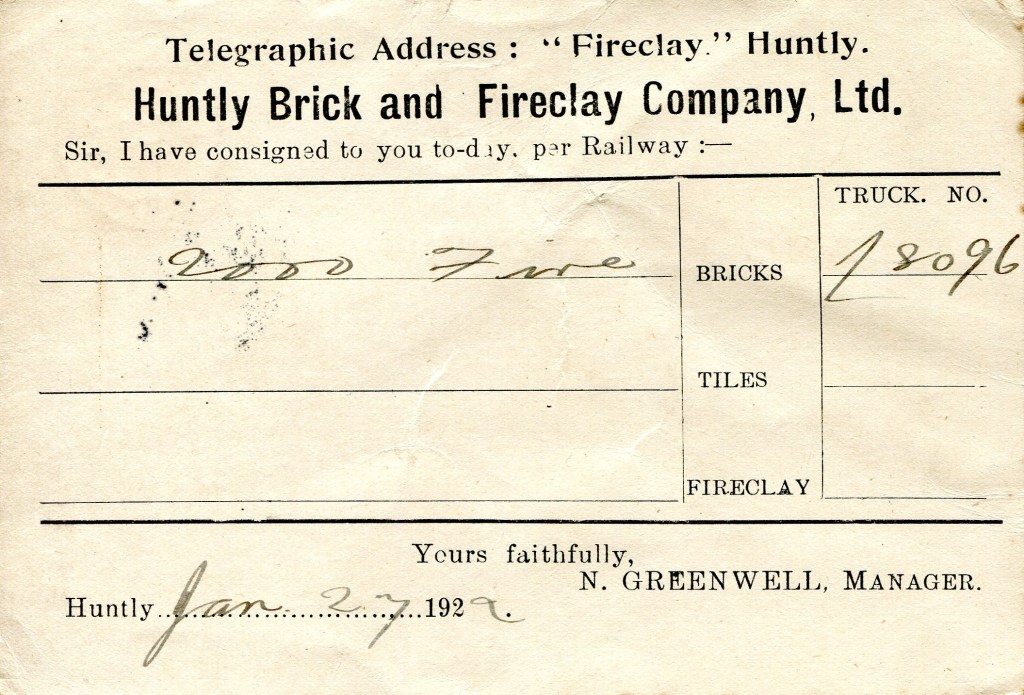 Telegraphic Address : "Fireclay." Huntly.
Huntly Brick and Fireclay Company, Ltd.
Sir, I have consigned to you to-day, per Railway :—
TRUCK. NO.
2000 Fire BRICKS 18096
TILES
FIRECLAY
Yours faithfully,
N. GREENWELL, MANAGER.
Huntly Jan 27 1922.